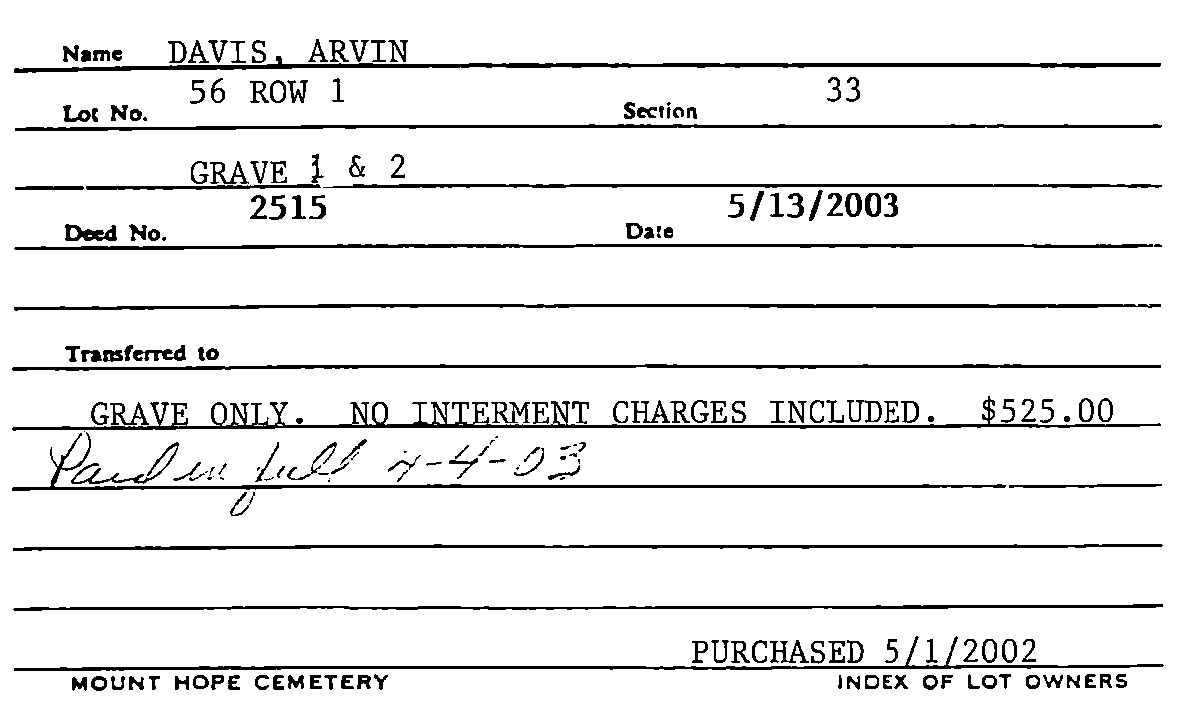 Name DAVIS, ARVIN
56 ROW 1 33
Lot No. Section
GRAVE 1 & 2
2515 5/13/2003
Deed No. Date
Transferred to
GRAVE ONLY. NO INTERMENT CHARGES INCLUDED. $525.00
Paid in full 4-4-03
PURCHASED 5/1/2002
MOUNT HOPE CEMETERY INDEX OF LOT OWNERS